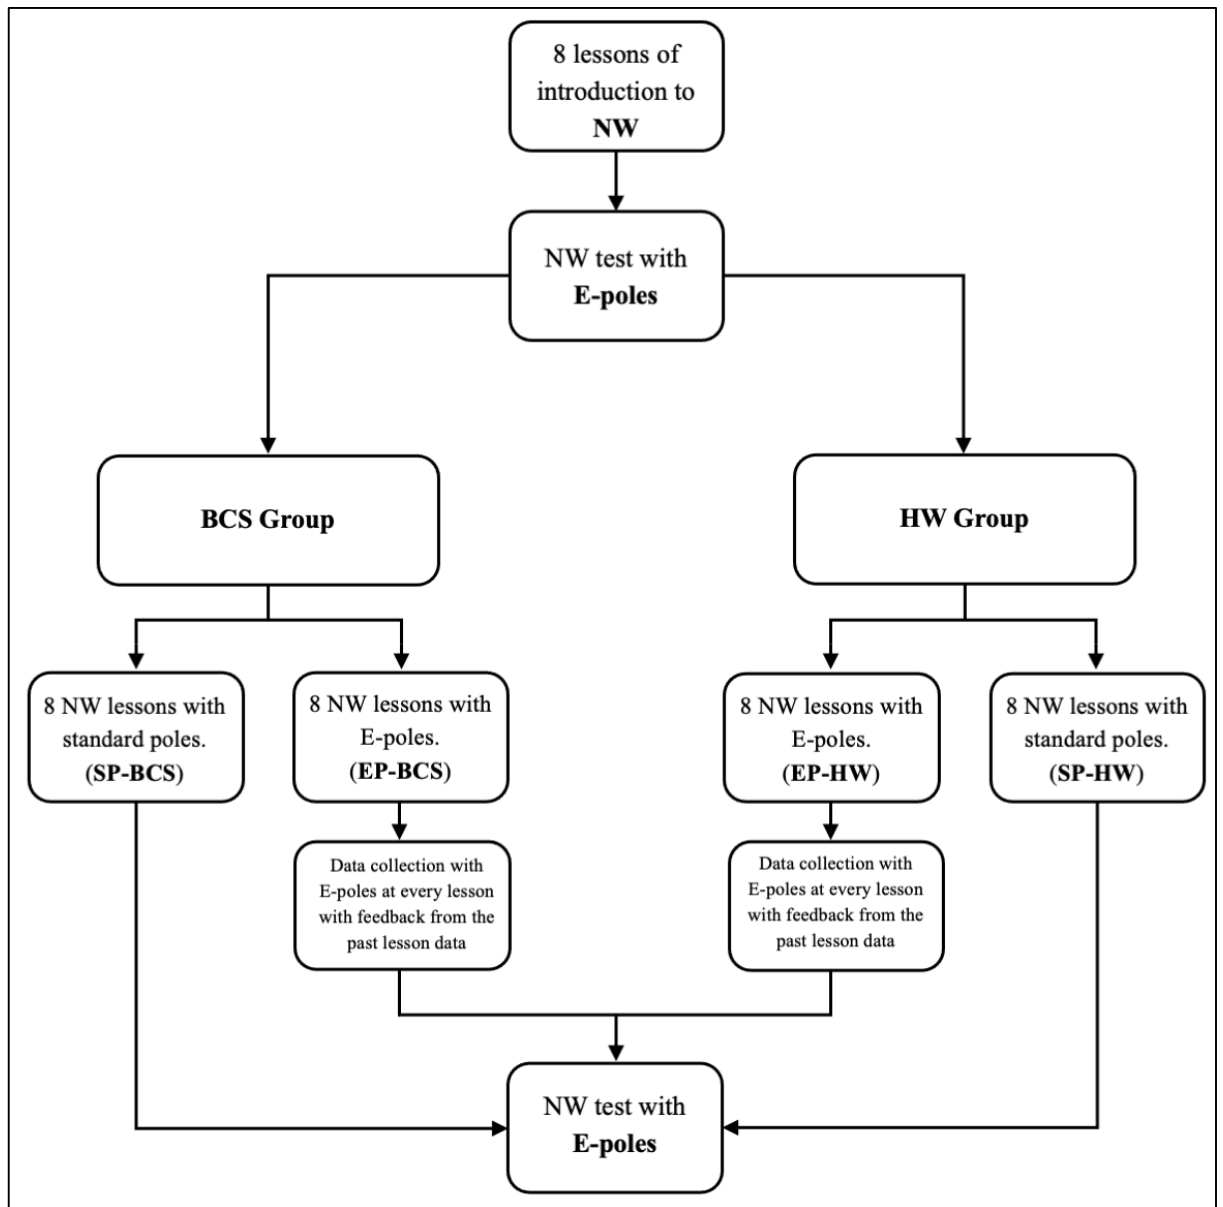 8 lessons of
introduction to
NW
NW test with
E-poles
BCS Group
HW Group
8 NW lessons with
standard poles.
(SP-BCS)
8 NW lessons with
E-poles.
(EP-BCS)
8 NW lessons with
E-poles.
(EP-HW)
8 NW lessons with
standard poles.
(SP-HW)
Data collection with
E-poles at every lesson
with feedback from the
past lesson data
Data collection with
E-poles at every lesson
with feedback from the
past lesson data
NW test with
E-poles